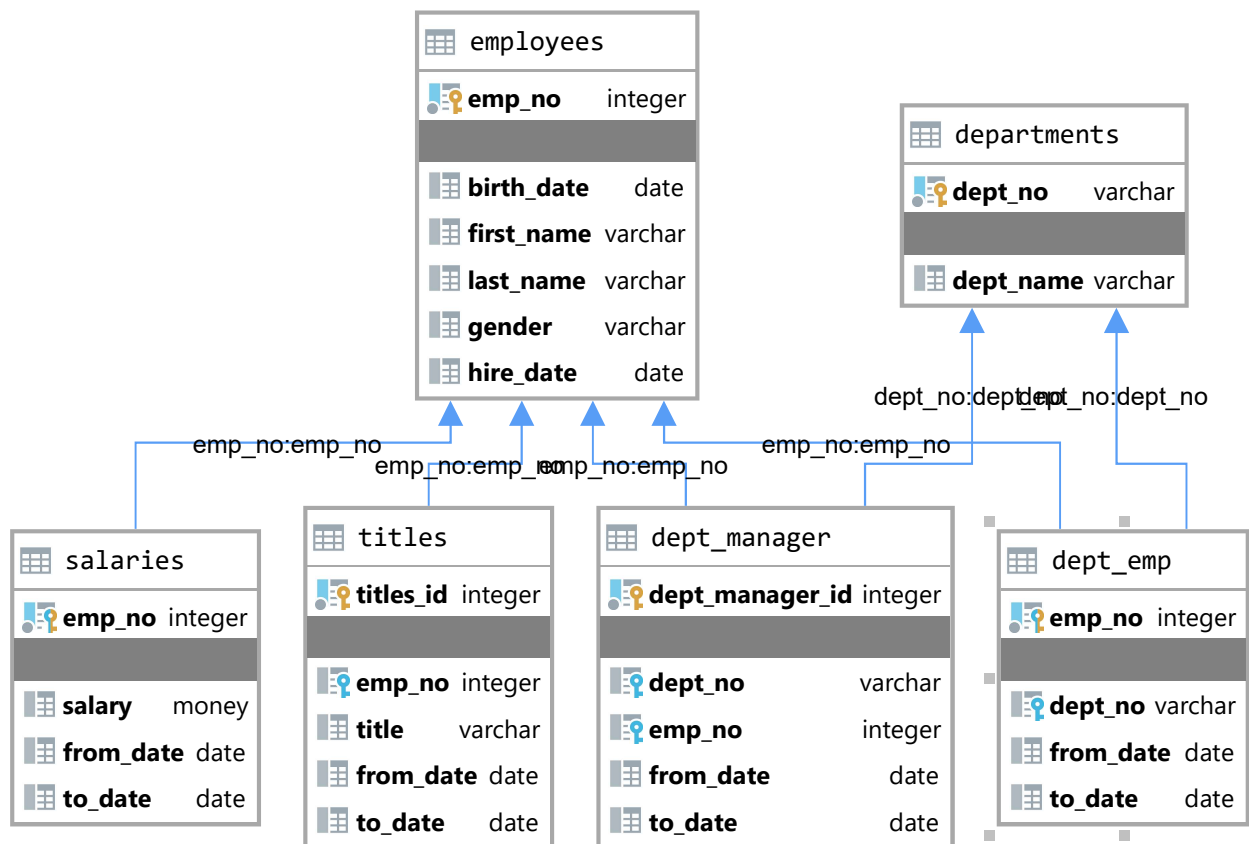 employees
emp_no integer
birth_date date
first_name varchar
last_name varchar
gender varchar
hire_date date
departments
dept_no varchar
dept_name varchar
dept_no:dept_no
dept_no:dept_no
emp_no:emp_no
emp_no:emp_no
emp_no:emp_no
emp_no:emp_no
salaries
emp_no integer
salary money
from_date date
to_date date
titles
titles_id integer
emp_no integer
title varchar
from_date date
to_date date
dept_manager
dept_manager_id integer
dept_no varchar
emp_no integer
from_date date
to_date date
dept_emp
emp_no integer
dept_no varchar
from_date date
to_date date